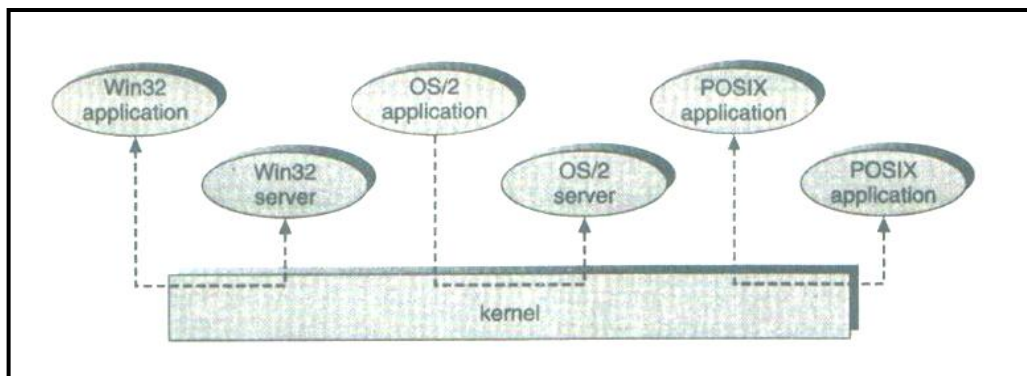 Win32
application
OS/2
application
POSIX
application
Win32
server
OS/2
server
POSIX
application
kernel